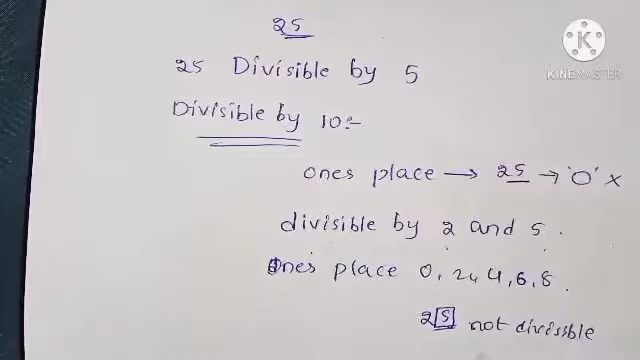 25
25 Divisible by 5
Divisible by 10:-
ones place → 25 → '0' x
divisible by 2 and 5.
Ones place 0, 2, 4, 6, 8.
25 not divissible
KINEMASTER